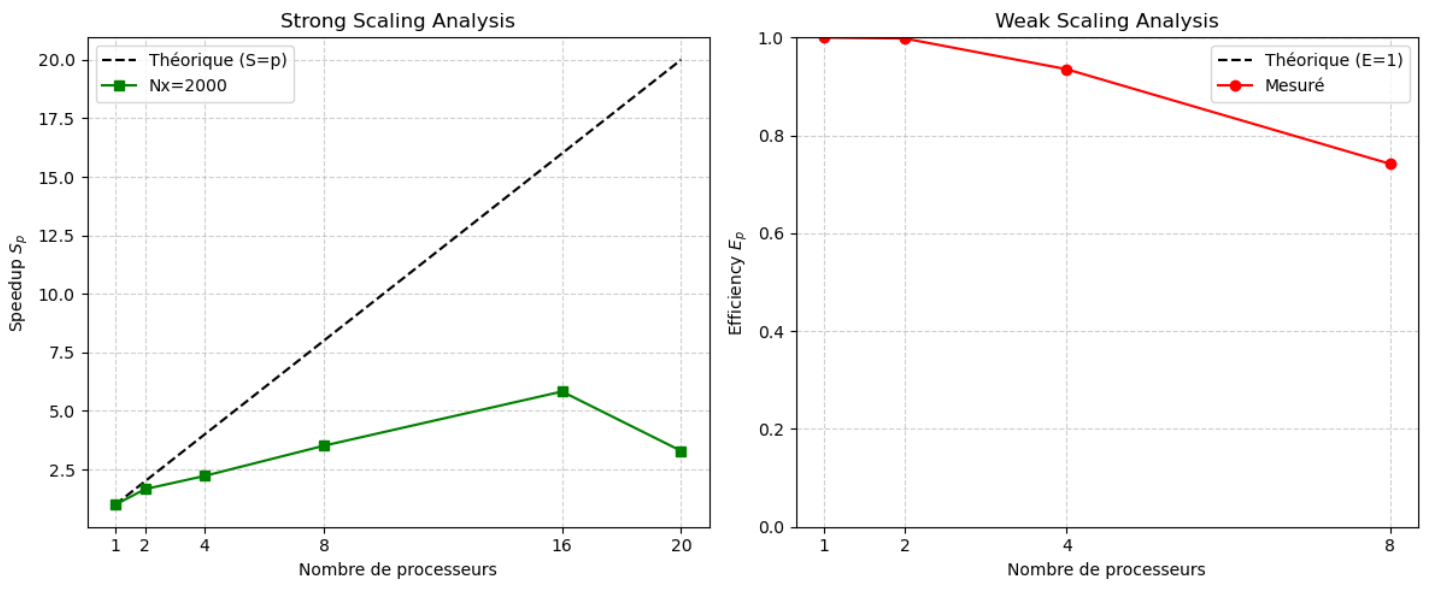 Strong Scaling Analysis
Théorique (S=p)
Nx=2000
20.0
17.5
15.0
12.5
10.0
7.5
5.0
2.5
Speedup Sₚ
1 2 4 8 16 20
Nombre de processeurs
Weak Scaling Analysis
Théorique (E=1)
Mesuré
1.0
0.8
0.6
0.4
0.2
0.0
Efficiency Eₚ
1 2 4 8
Nombre de processeurs